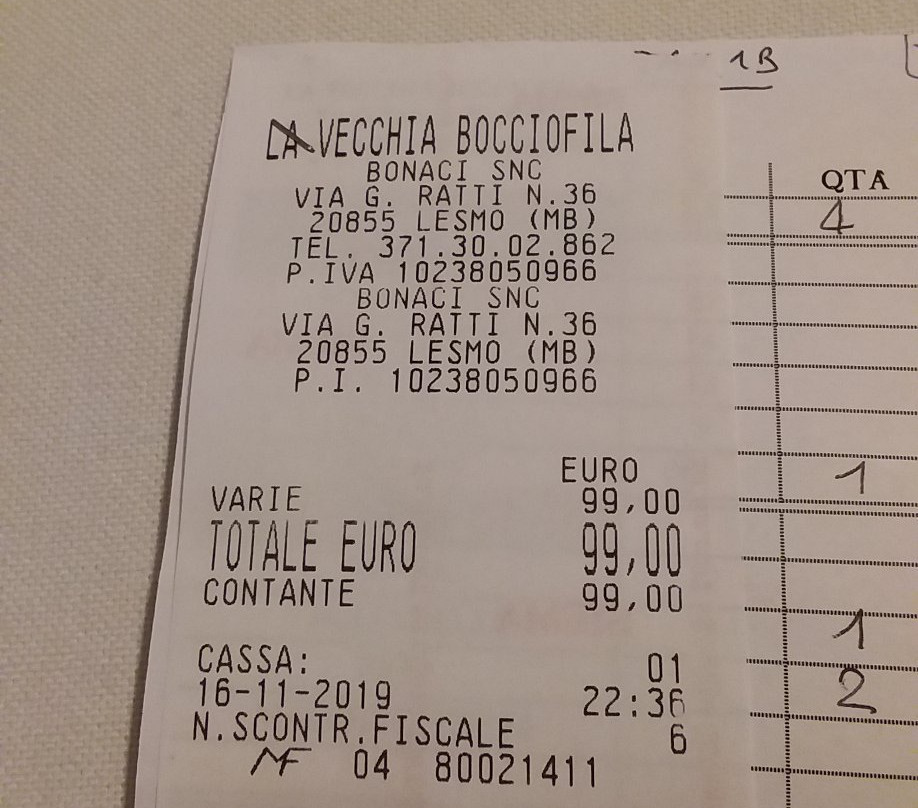 1B
LA VECCHIA BOCCIOFILA
BONACI SNC
VIA G. RATTI N.36
20855 LESMO (MB)
TEL. 371.30.02.862
P.IVA 10238050966
BONACI SNC
VIA G. RATTI N.36
20855 LESMO (MB)
P.I. 10238050966
EURO
VARIE 99,00
TOTALE EURO 99,00
CONTANTE 99,00
CASSA: 01
16-11-2019 22:36
N.SCONTR.FISCALE 6
MF 04 80021411
QTA
4
1
1
2